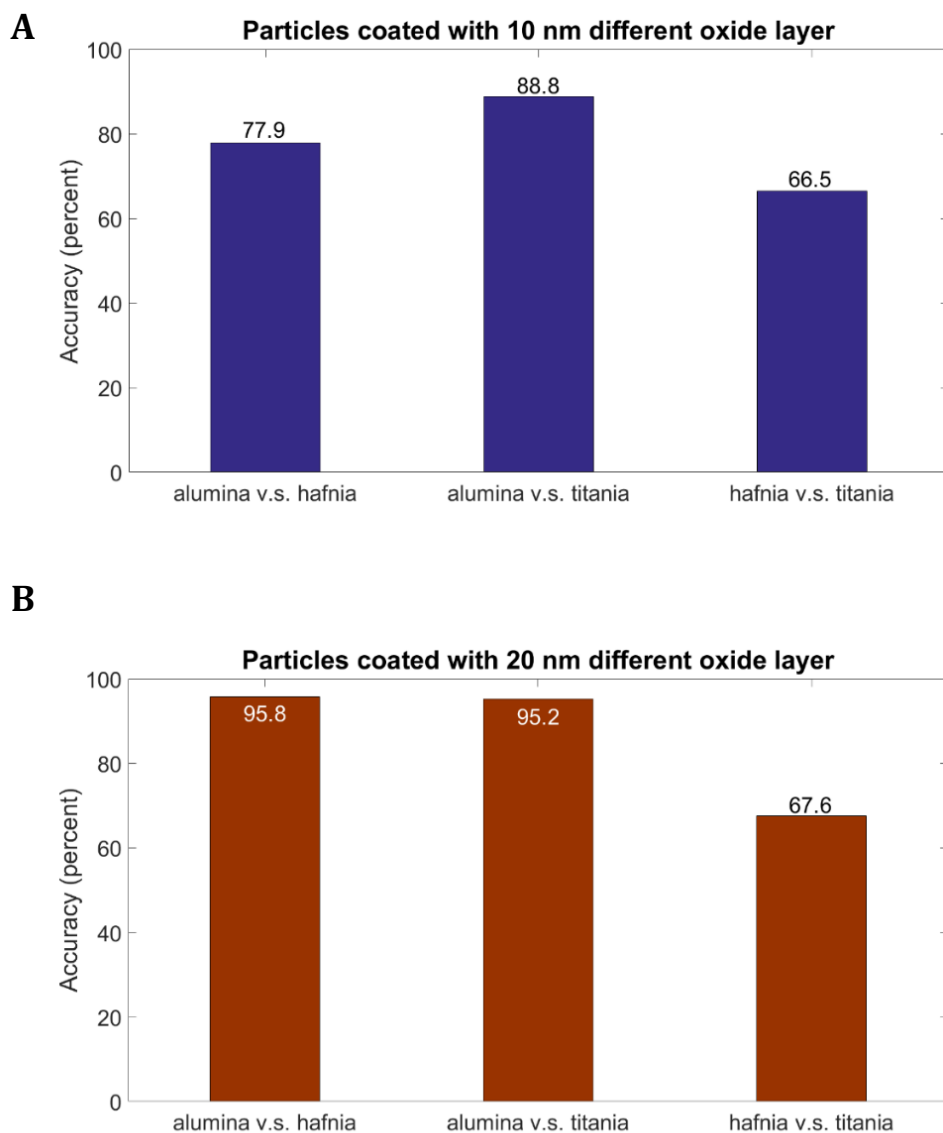 A
Particles coated with 10 nm different oxide layer
Accuracy (percent)
100
80
60
40
20
0
77.9
88.8
66.5
alumina v.s. hafnia
alumina v.s. titania
hafnia v.s. titania
B
Particles coated with 20 nm different oxide layer
Accuracy (percent)
100
80
60
40
20
0
95.8
95.2
67.6
alumina v.s. hafnia
alumina v.s. titania
hafnia v.s. titania